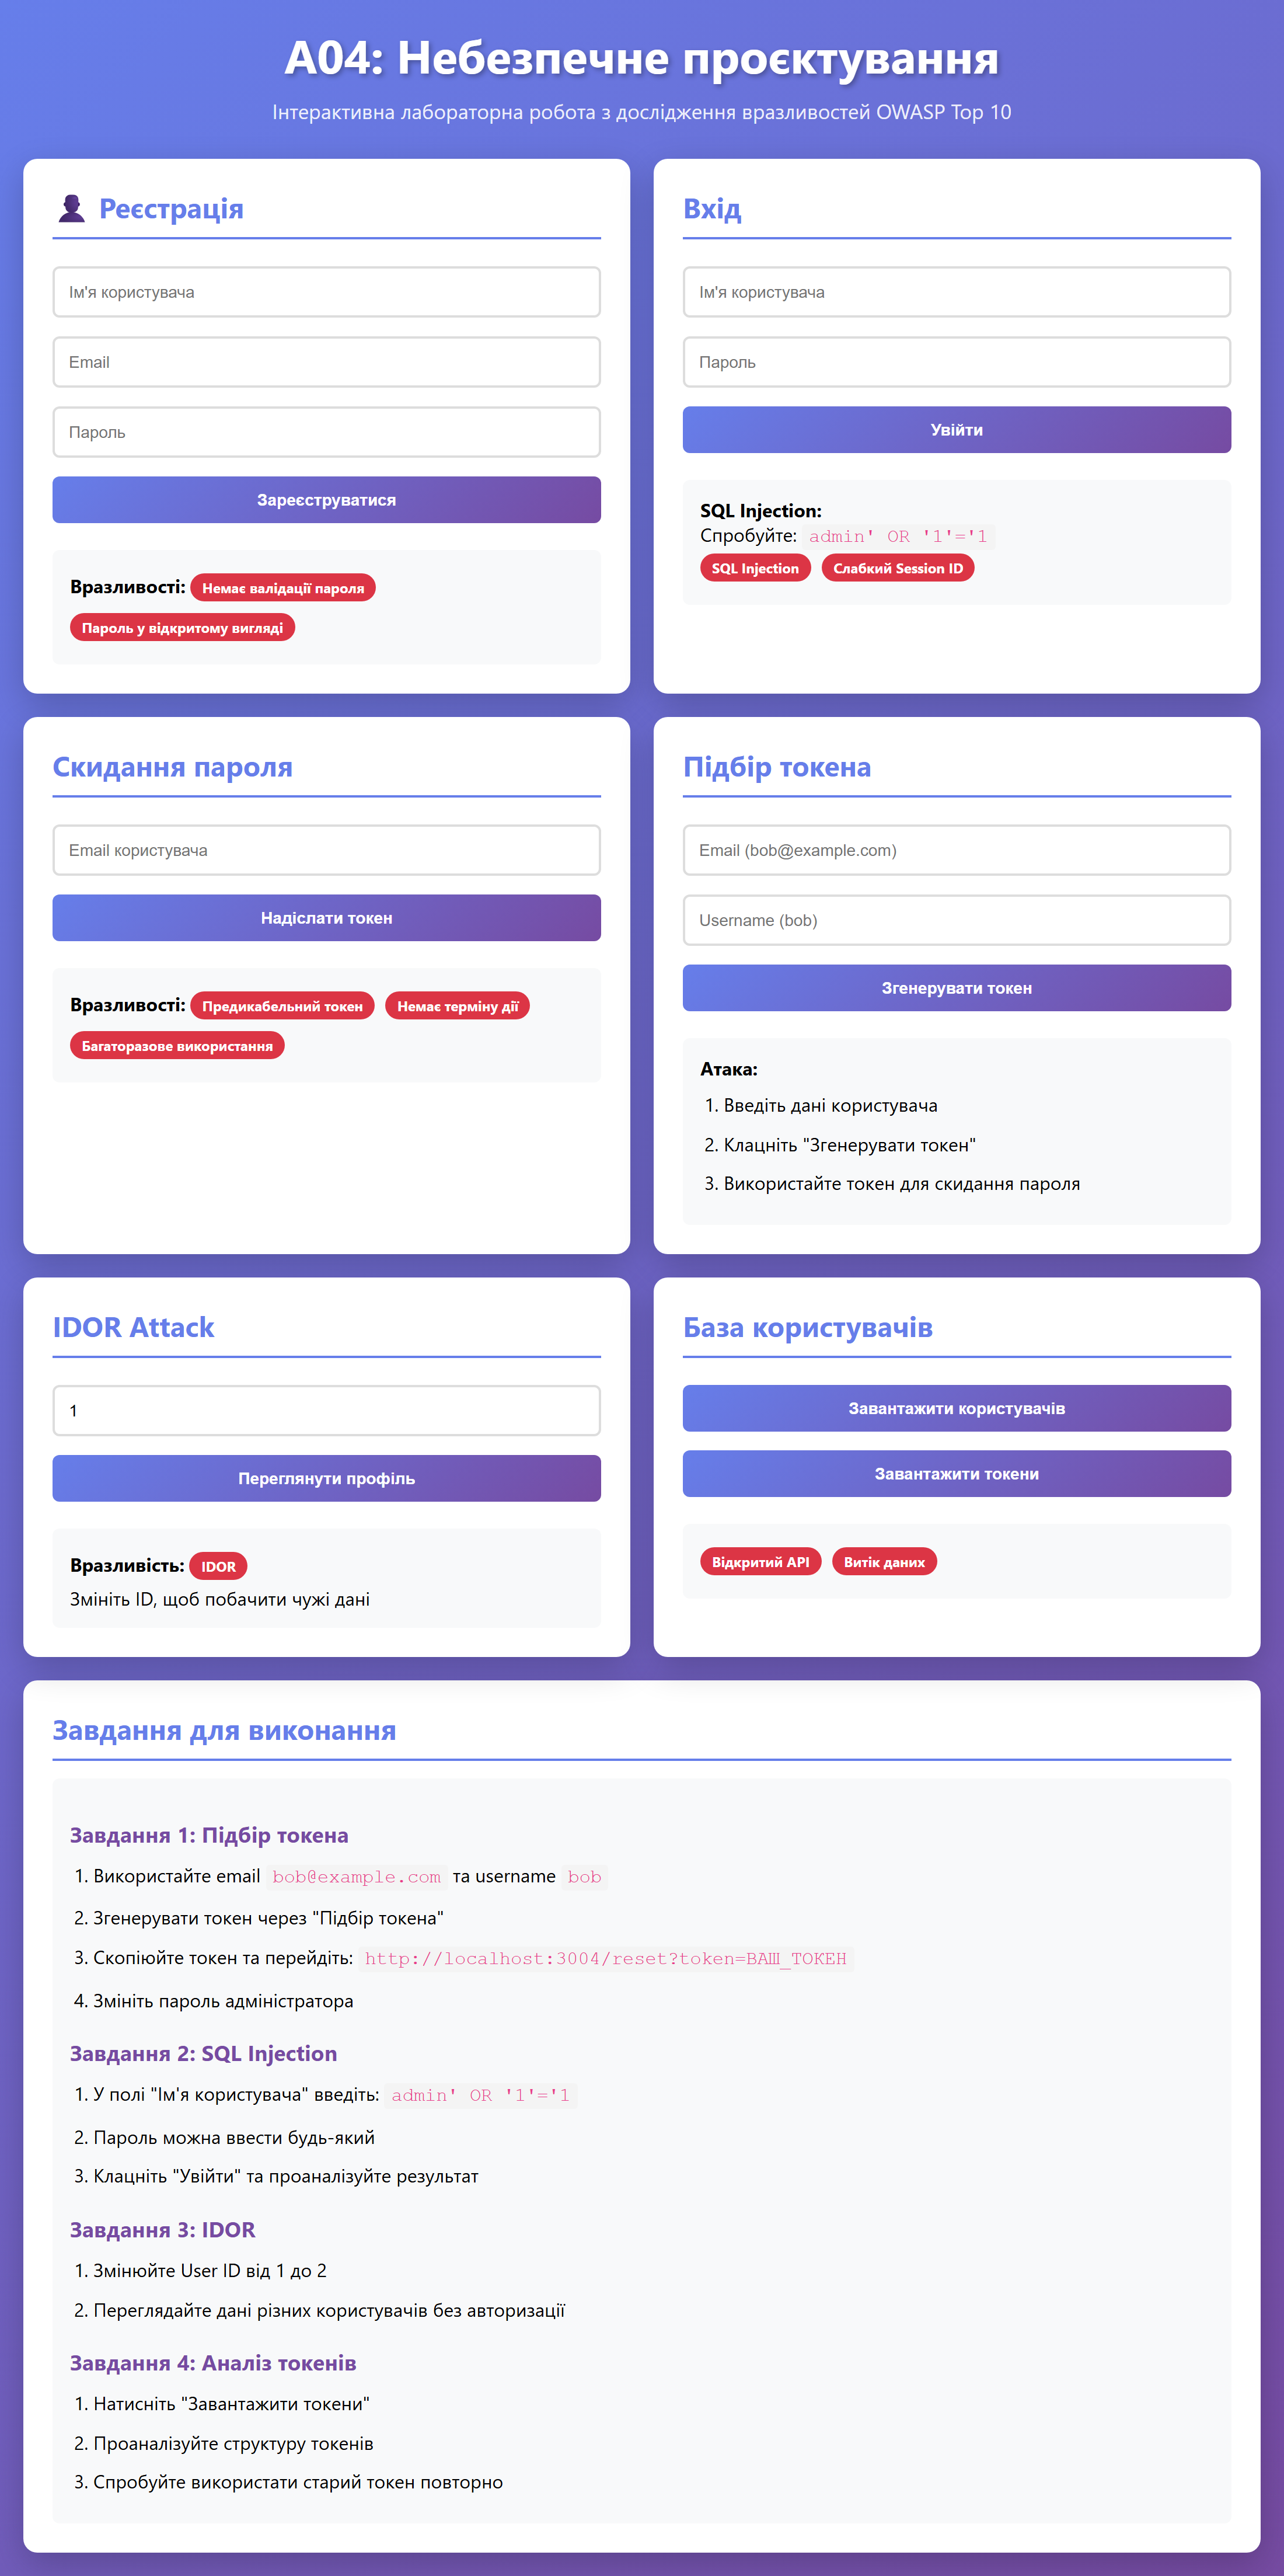 A04: Небезпечне проєктування
Інтерактивна лабораторна робота з дослідження вразливостей OWASP Top 10
Реєстрація
Ім'я користувача
Email
Пароль
Зареєструватися
Вразливості: Немає валідації пароля
Пароль у відкритому вигляді
Вхід
Ім'я користувача
Пароль
Увійти
SQL Injection:
Спробуйте: admin' OR '1'='1
SQL Injection Слабкий Session ID
Скидання пароля
Email користувача
Надіслати токен
Вразливості: Предикабельний токен Немає терміну дії
Багаторазове використання
Підбір токена
Email (bob@example.com)
Username (bob)
Згенерувати токен
Атака:
1. Введіть дані користувача
2. Клацніть "Згенерувати токен"
3. Використайте токен для скидання пароля
IDOR Attack
1
Переглянути профіль
Вразливість: IDOR
Змініть ID, щоб побачити чужі дані
База користувачів
Завантажити користувачів
Завантажити токени
Відкритий API Витік даних
Завдання для виконання
Завдання 1: Підбір токена
1. Використайте email bob@example.com та username bob
2. Згенерувати токен через "Підбір токена"
3. Скопіюйте токен та перейдіть: http://localhost:3004/reset?token=ВАШ_ТОКЕН
4. Змініть пароль адміністратора
Завдання 2: SQL Injection
1. У полі "Ім'я користувача" введіть: admin' OR '1'='1
2. Пароль можна ввести будь-який
3. Клацніть "Увійти" та проаналізуйте результат
Завдання 3: IDOR
1. Змінюйте User ID від 1 до 2
2. Переглядайте дані різних користувачів без авторизації
Завдання 4: Аналіз токенів
1. Натисніть "Завантажити токени"
2. Проаналізуйте структуру токенів
3. Спробуйте використати старий токен повторно